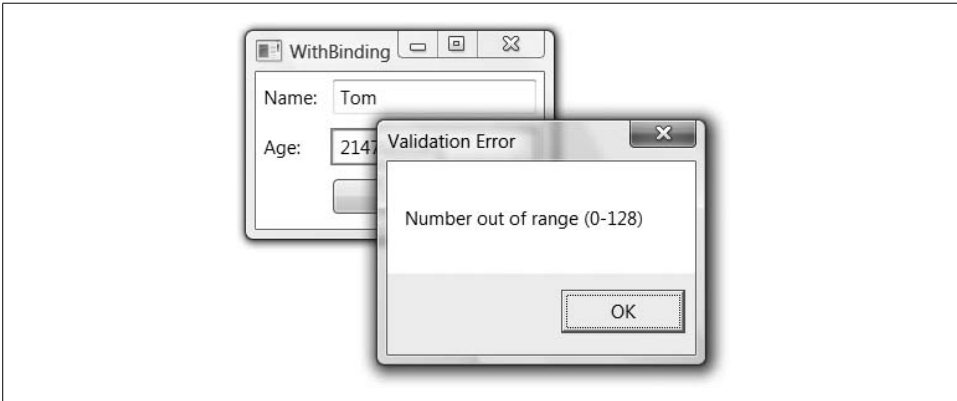 WithBinding
Name: Tom
Age: 2147
Validation Error
Number out of range (0-128)
OK